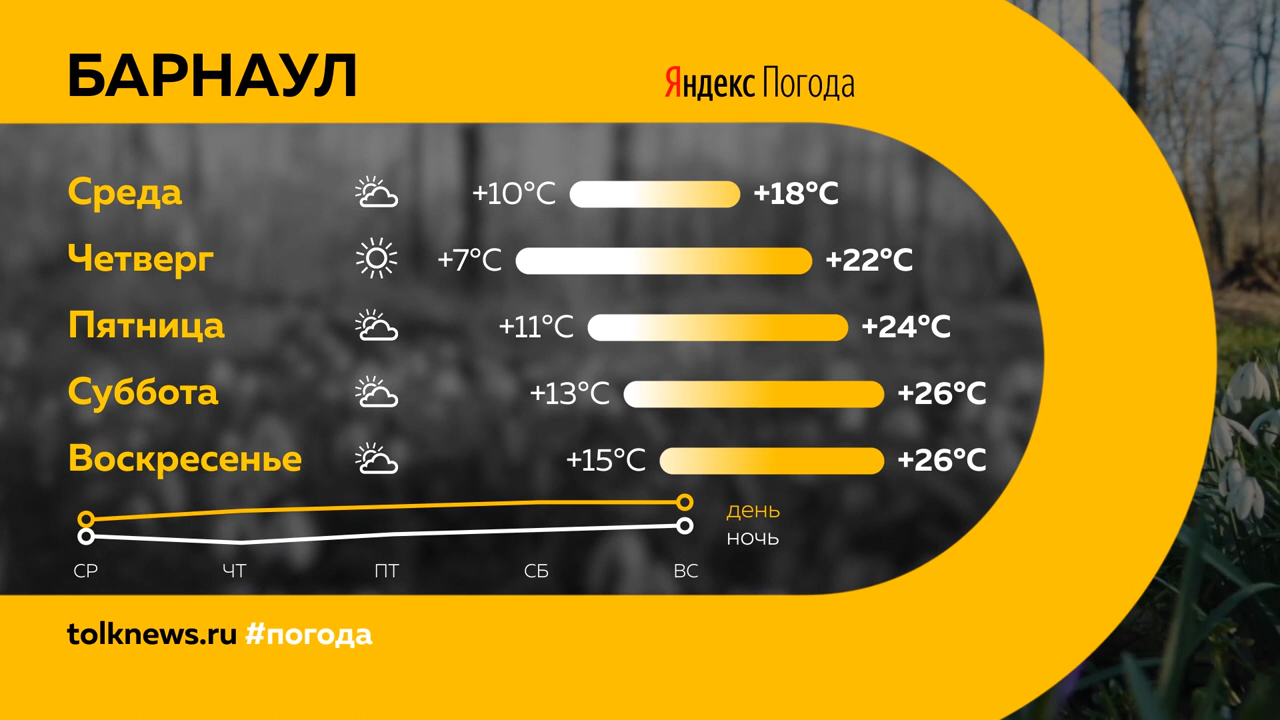 БАРНАУЛ
Яндекс Погода
Среда +10°C +18°C
Четверг +7°C +22°C
Пятница +11°C +24°C
Суббота +13°C +26°C
Воскресенье +15°C +26°C
день
ночь
СР ЧТ ПТ СБ ВС
tolknews.ru #погода